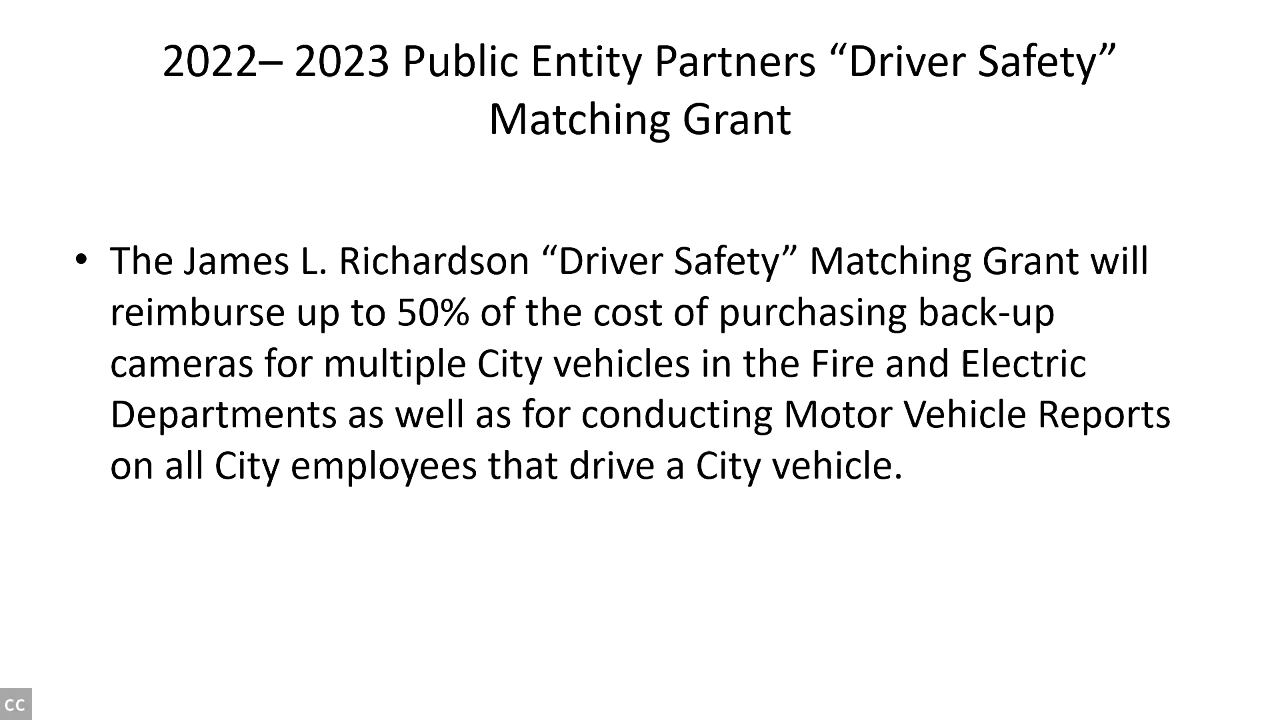 2022– 2023 Public Entity Partners “Driver Safety”
Matching Grant
• The James L. Richardson “Driver Safety” Matching Grant will
reimburse up to 50% of the cost of purchasing back-up
cameras for multiple City vehicles in the Fire and Electric
Departments as well as for conducting Motor Vehicle Reports
on all City employees that drive a City vehicle.
CC